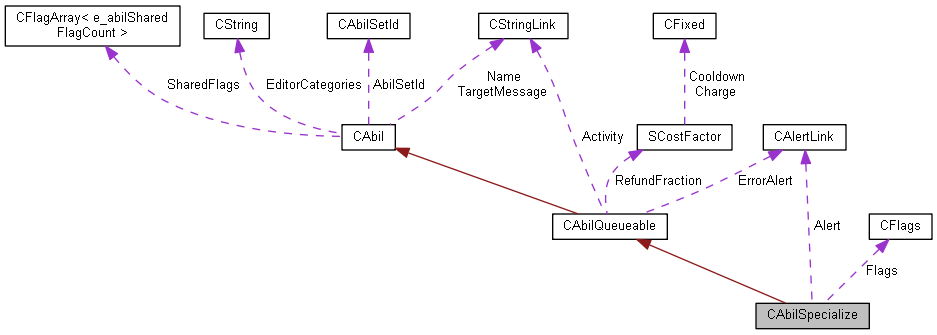 CFlagArray< e_abilShared
FlagCount >
CString
CAbilSetId
CStringLink
CFixed
SharedFlags
EditorCategories
AbilSetId
Name
TargetMessage
Cooldown
Charge
CAbil
Activity
SCostFactor
CAlertLink
RefundFraction
ErrorAlert
CAbilQueueable
Alert
CFlags
Flags
CAbilSpecialize